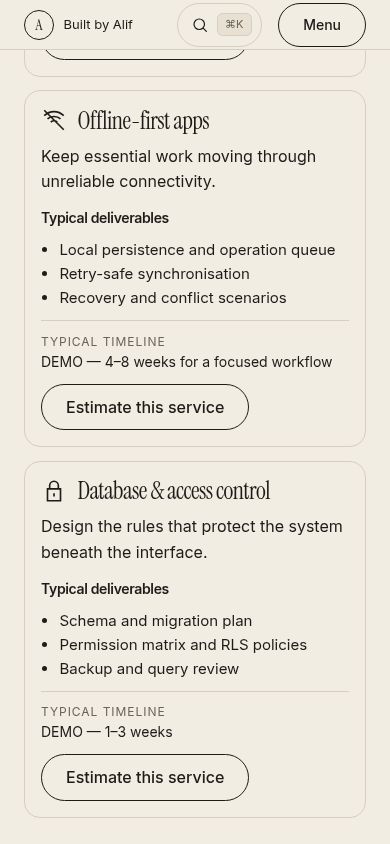 A
Built by Alif
⌘K
Menu
Offline-first apps
Keep essential work moving through
unreliable connectivity.
Typical deliverables
• Local persistence and operation queue
• Retry-safe synchronisation
• Recovery and conflict scenarios
TYPICAL TIMELINE
DEMO — 4–8 weeks for a focused workflow
Estimate this service
Database & access control
Design the rules that protect the system
beneath the interface.
Typical deliverables
• Schema and migration plan
• Permission matrix and RLS policies
• Backup and query review
TYPICAL TIMELINE
DEMO — 1–3 weeks
Estimate this service